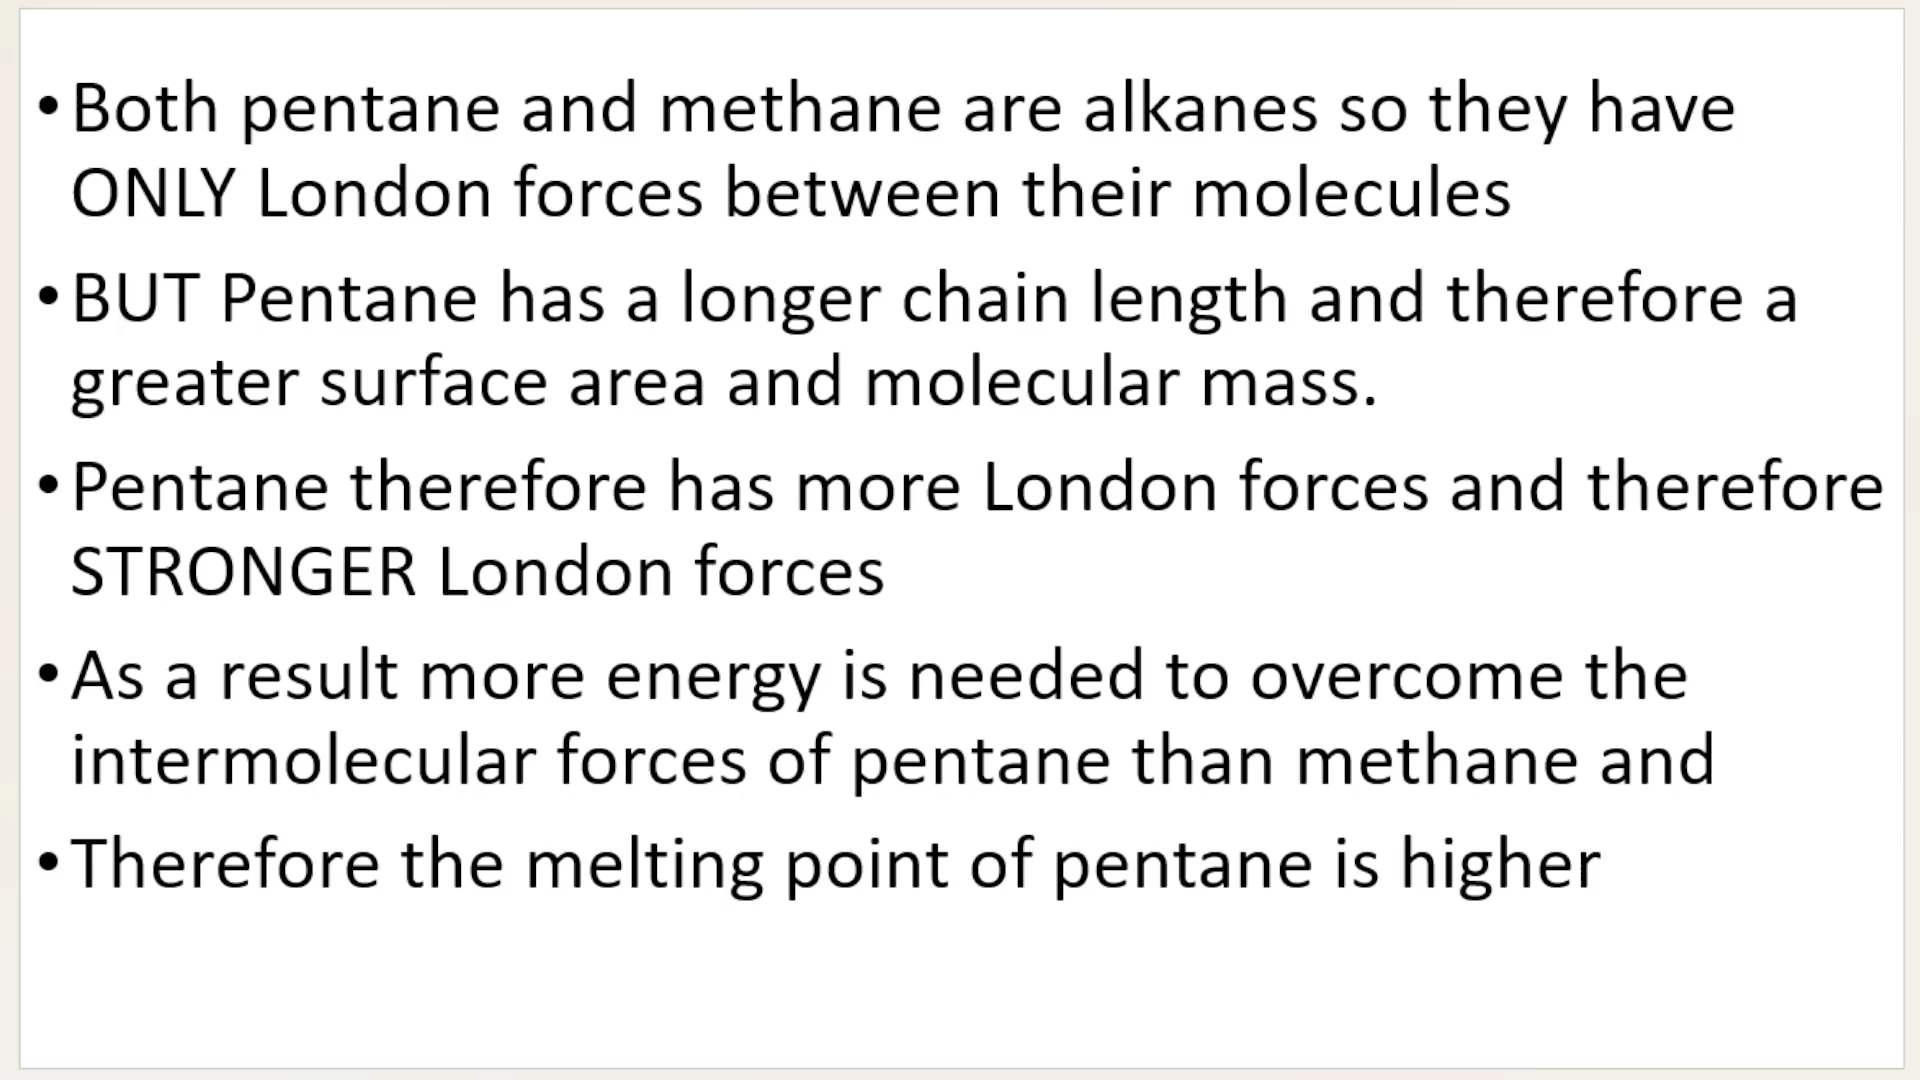 •Both pentane and methane are alkanes so they have
ONLY London forces between their molecules
•BUT Pentane has a longer chain length and therefore a
greater surface area and molecular mass.
•Pentane therefore has more London forces and therefore
STRONGER London forces
•As a result more energy is needed to overcome the
intermolecular forces of pentane than methane and
•Therefore the melting point of pentane is higher